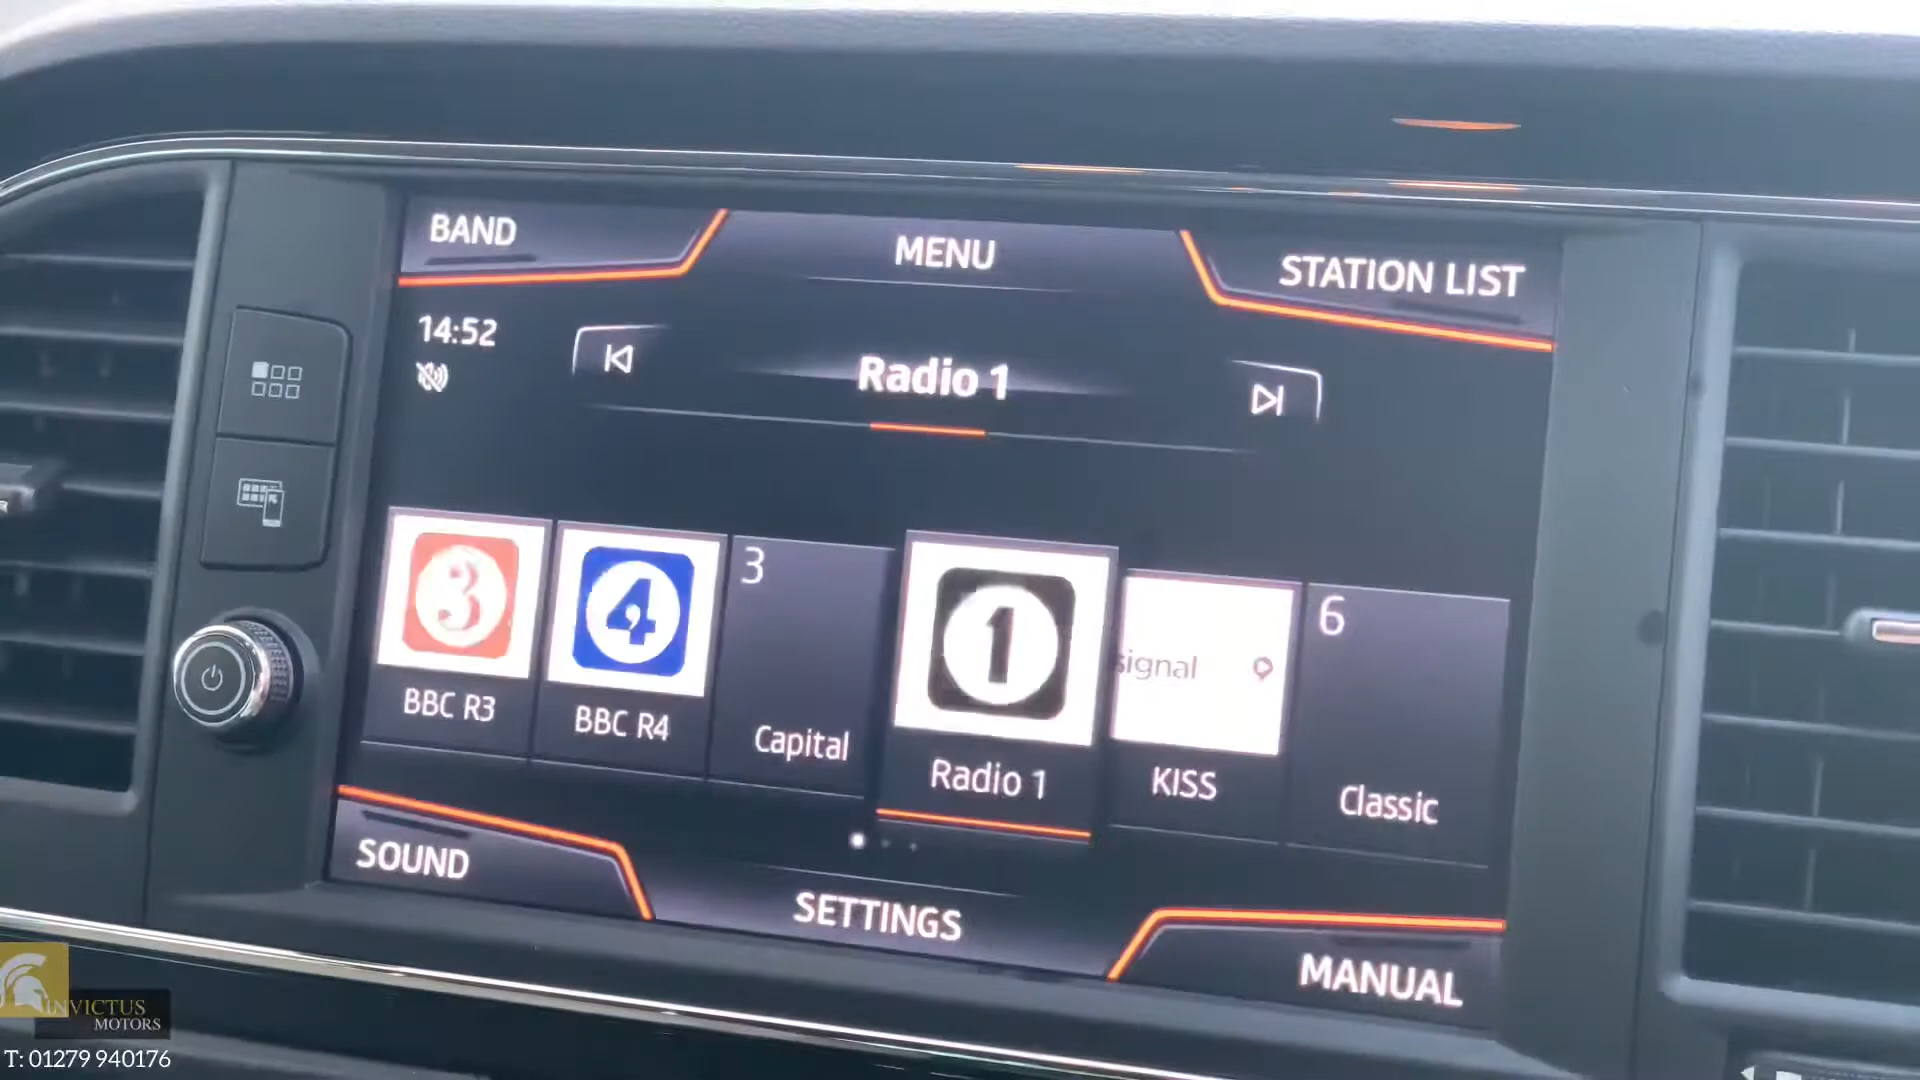 BAND
MENU
STATION LIST
14:52
Radio 1
3
4
3
1
signal
6
BBC R3
BBC R4
Capital
Radio 1
KISS
Classic
SOUND
SETTINGS
MANUAL
INVICTUS
MOTORS
T: 01279 940176